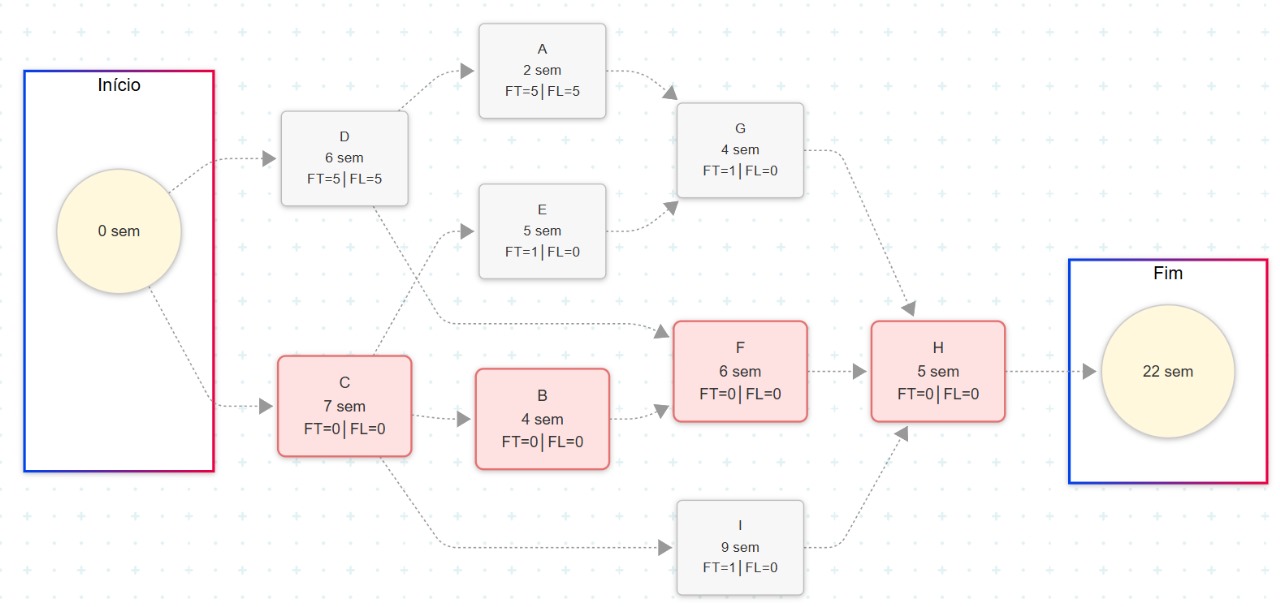 Início
0 sem
D
6 sem
FT=5|FL=5
C
7 sem
FT=0|FL=0
A
2 sem
FT=5|FL=5
E
5 sem
FT=1|FL=0
B
4 sem
FT=0|FL=0
G
4 sem
FT=1|FL=0
F
6 sem
FT=0|FL=0
I
9 sem
FT=1|FL=0
H
5 sem
FT=0|FL=0
Fim
22 sem